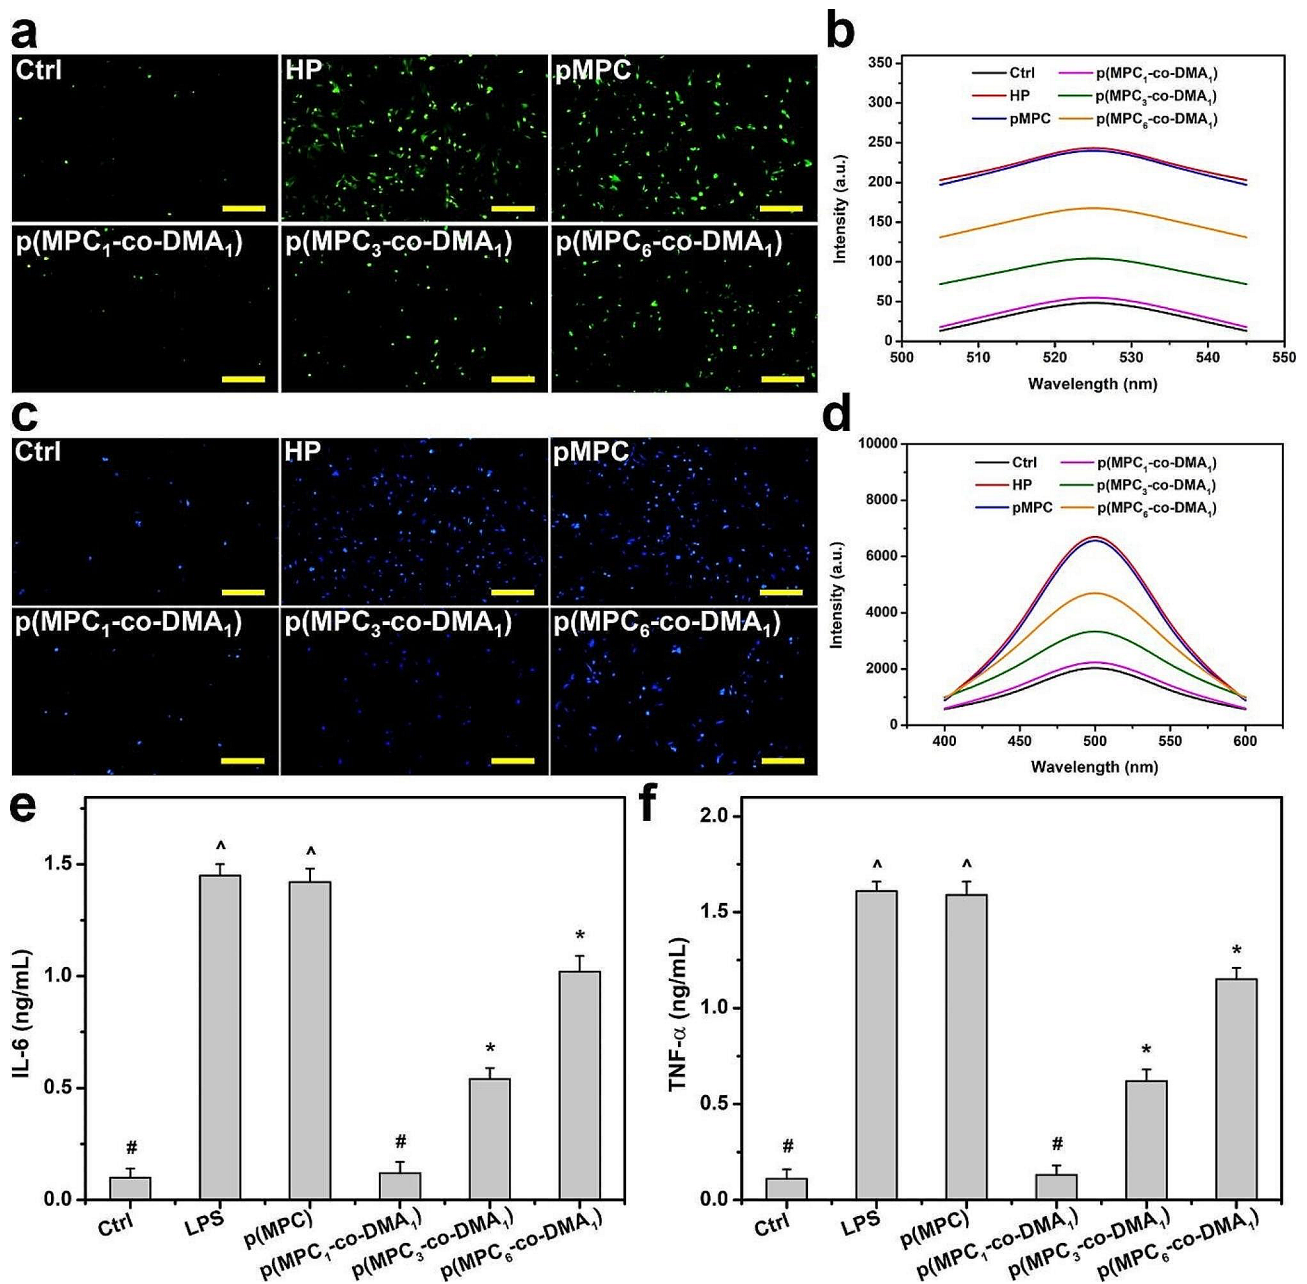 a
Ctrl
HP
pMPC
p(MPC₁-co-DMA₁)
p(MPC₃-co-DMA₁)
p(MPC₆-co-DMA₁)
b
350
300
250
200
150
100
50
0
Intensity (a.u.)
Ctrl
HP
pMPC
p(MPC₁-co-DMA₁)
p(MPC₃-co-DMA₁)
p(MPC₆-co-DMA₁)
500 510 520 530 540 550
Wavelength (nm)
c
Ctrl
HP
pMPC
p(MPC₁-co-DMA₁)
p(MPC₃-co-DMA₁)
p(MPC₆-co-DMA₁)
d
10000
8000
6000
4000
2000
0
Intensity (a.u.)
Ctrl
HP
pMPC
p(MPC₁-co-DMA₁)
p(MPC₃-co-DMA₁)
p(MPC₆-co-DMA₁)
400 450 500 550 600
Wavelength (nm)
e
1.5
1.0
0.5
0.0
IL-6 (ng/mL)
# ^ ^ # * *
Ctrl
LPS
p(MPC)
p(MPC₁-co-DMA₁)
p(MPC₃-co-DMA₁)
p(MPC₆-co-DMA₁)
f
2.0
1.5
1.0
0.5
0.0
TNF-α (ng/mL)
# ^ ^ # * *
Ctrl
LPS
p(MPC)
p(MPC₁-co-DMA₁)
p(MPC₃-co-DMA₁)
p(MPC₆-co-DMA₁)